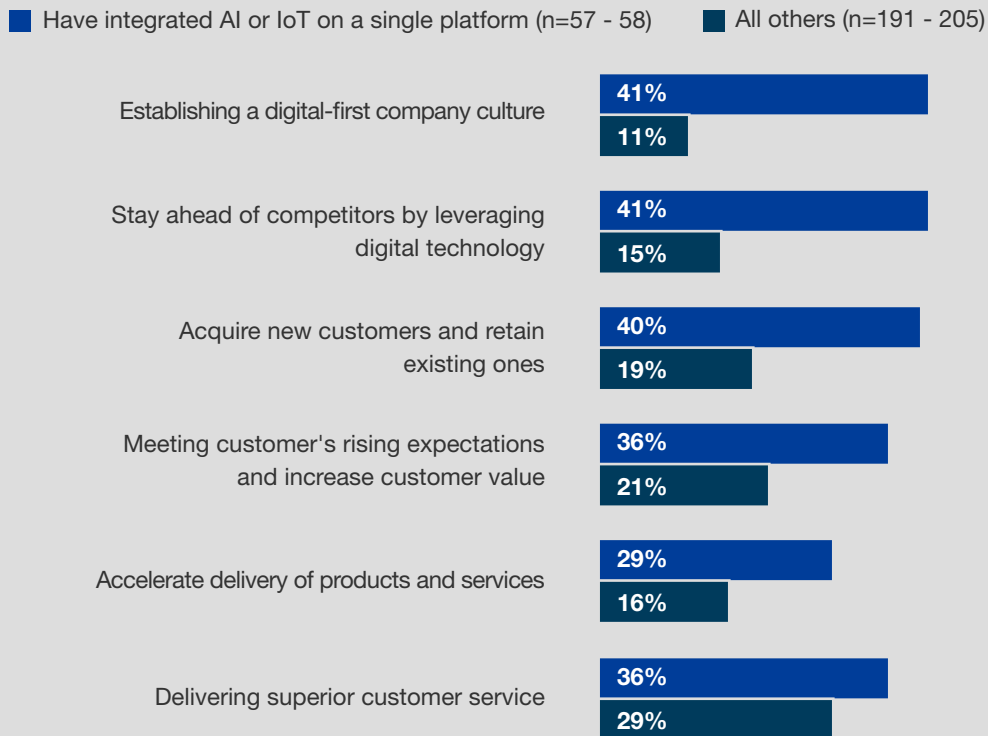 Have integrated AI or IoT on a single platform (n=57 - 58)
All others (n=191 - 205)
Establishing a digital-first company culture
41%
11%
Stay ahead of competitors by leveraging
digital technology
41%
15%
Acquire new customers and retain
existing ones
40%
19%
Meeting customer's rising expectations
and increase customer value
36%
21%
Accelerate delivery of products and services
29%
16%
Delivering superior customer service
36%
29%